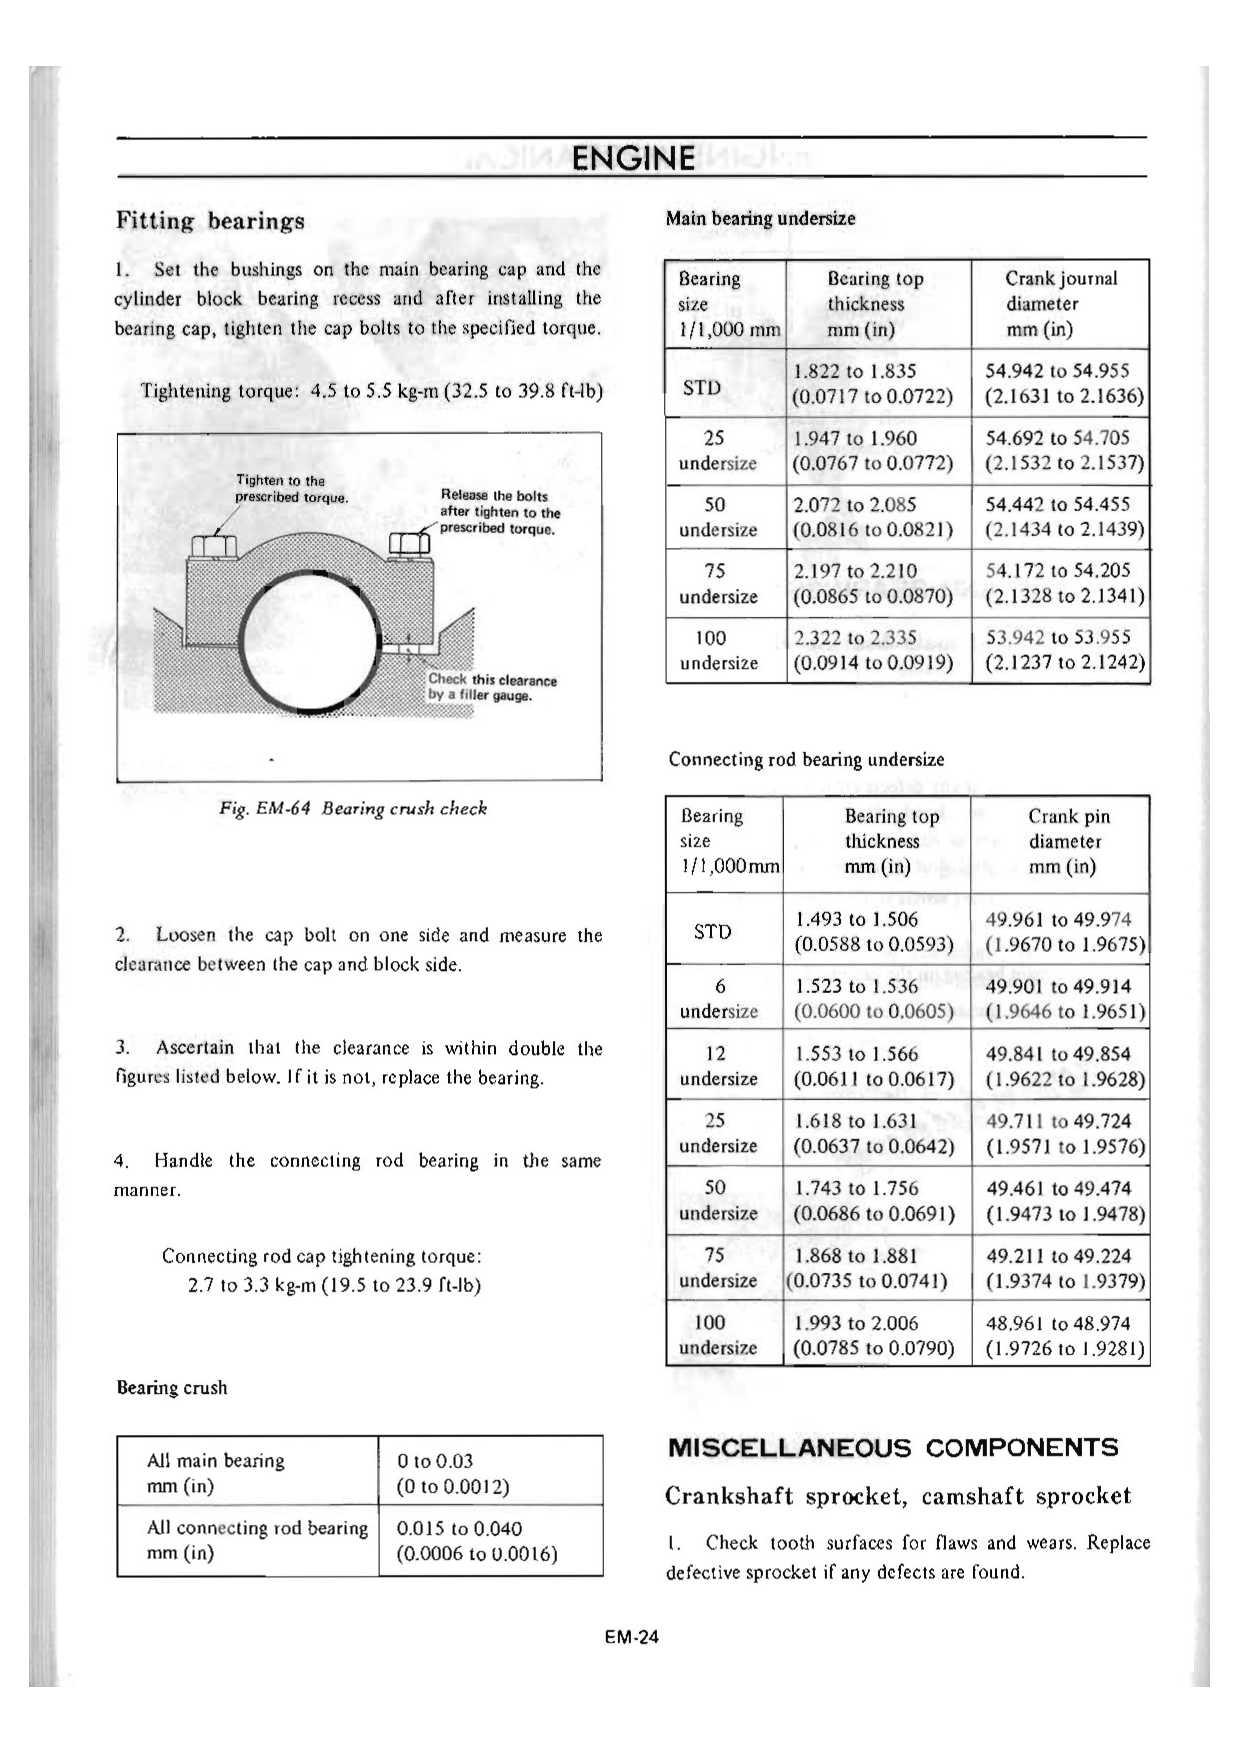 ENGINE
Fitting bearings
1. Set the bushings on the main bearing cap and the
cylinder block bearing recess and after installing the
bearing cap, tighten the cap bolts to the specified torque.
Tightening torque: 4.5 to 5.5 kg-m (32.5 to 39.8 ft-lb)
Tighten to the
prescribed torque.
Release the bolts
after tighten to the
prescribed torque.
Check this clearance
by a filler gauge.
Fig. EM-64 Bearing crush check
2. Loosen the cap bolt on one side and measure the
clearance between the cap and block side.
3. Ascertain that the clearance is within double the
figures listed below. If it is not, replace the bearing.
4. Handle the connecting rod bearing in the same
manner.
Connecting rod cap tightening torque:
2.7 to 3.3 kg-m (19.5 to 23.9 ft-lb)
Bearing crush
All main bearing 0 to 0.03
mm (in) (0 to 0.0012)
All connecting rod bearing 0.015 to 0.040
mm (in) (0.0006 to 0.0016)
Main bearing undersize
Bearing Bearing top Crank journal
size thickness diameter
1/1,000 mm mm (in) mm (in)
STD 1.822 to 1.835 54.942 to 54.955
(0.0717 to 0.0722) (2.1631 to 2.1636)
25 1.947 to 1.960 54.692 to 54.705
undersize (0.0767 to 0.0772) (2.1532 to 2.1537)
50 2.072 to 2.085 54.442 to 54.455
undersize (0.0816 to 0.0821) (2.1434 to 2.1439)
75 2.197 to 2.210 54.172 to 54.205
undersize (0.0865 to 0.0870) (2.1328 to 2.1341)
100 2.322 to 2.335 53.942 to 53.955
undersize (0.0914 to 0.0919) (2.1237 to 2.1242)
Connecting rod bearing undersize
Bearing Bearing top Crank pin
size thickness diameter
1/1,000mm mm (in) mm (in)
STD 1.493 to 1.506 49.961 to 49.974
(0.0588 to 0.0593) (1.9670 to 1.9675)
6 1.523 to 1.536 49.901 to 49.914
undersize (0.0600 to 0.0605) (1.9646 to 1.9651)
12 1.553 to 1.566 49.841 to 49.854
undersize (0.0611 to 0.0617) (1.9622 to 1.9628)
25 1.618 to 1.631 49.711 to 49.724
undersize (0.0637 to 0.0642) (1.9571 to 1.9576)
50 1.743 to 1.756 49.461 to 49.474
undersize (0.0686 to 0.0691) (1.9473 to 1.9478)
75 1.868 to 1.881 49.211 to 49.224
undersize (0.0735 to 0.0741) (1.9374 to 1.9379)
100 1.993 to 2.006 48.961 to 48.974
undersize (0.0785 to 0.0790) (1.9726 to 1.9281)
MISCELLANEOUS COMPONENTS
Crankshaft sprocket, camshaft sprocket
1. Check tooth surfaces for flaws and wears. Replace
defective sprocket if any defects are found.
EM-24